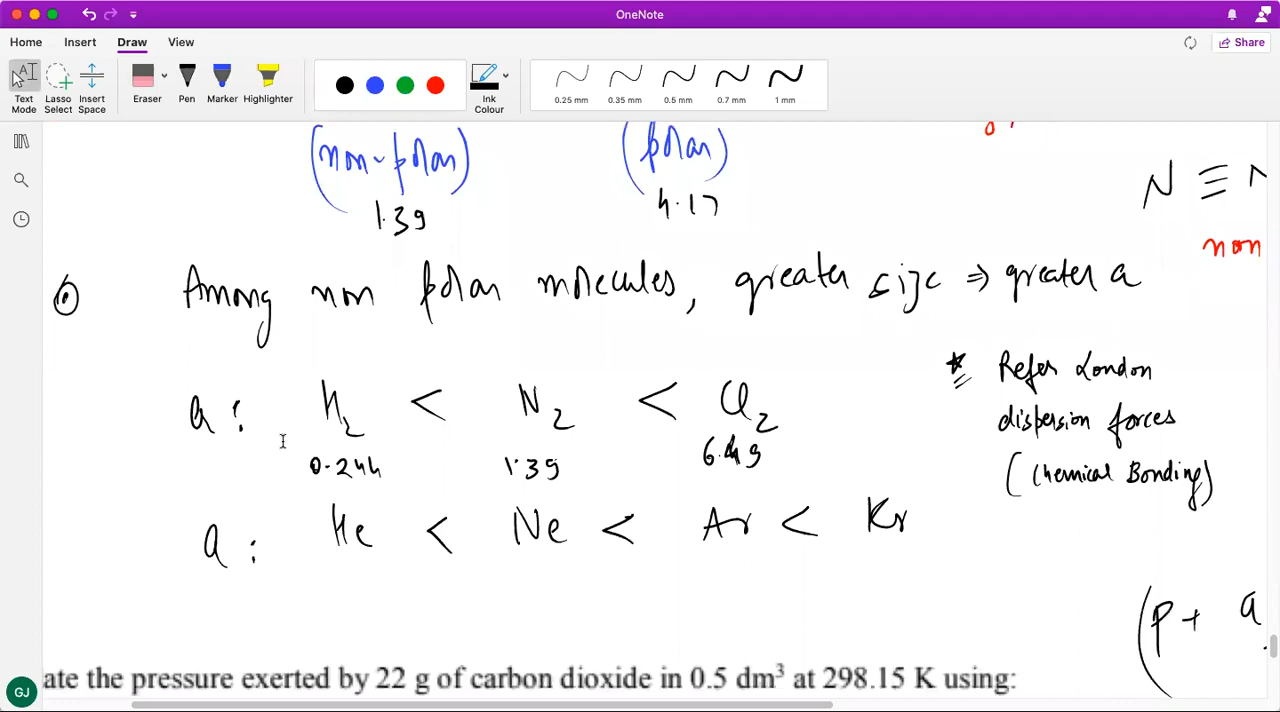 OneNote
Home Insert Draw View
Share
Text Mode
Lasso Select
Insert Space
Eraser
Pen
Marker
Highlighter
Ink Colour
0.25 mm
0.35 mm
0.5 mm
0.7 mm
1 mm
(non-polar) (polar)
1.39 4.17
N ≡ N
non
Among non polar molecules, greater size ⇒ greater a
* Refer London
dispersion forces
(Chemical Bonding)
a : H2 < N2 < Cl2
0.244 1.39 6.49
a : He < Ne < Ar < Kr
(P + a
ate the pressure exerted by 22 g of carbon dioxide in 0.5 dm³ at 298.15 K using:
GJ